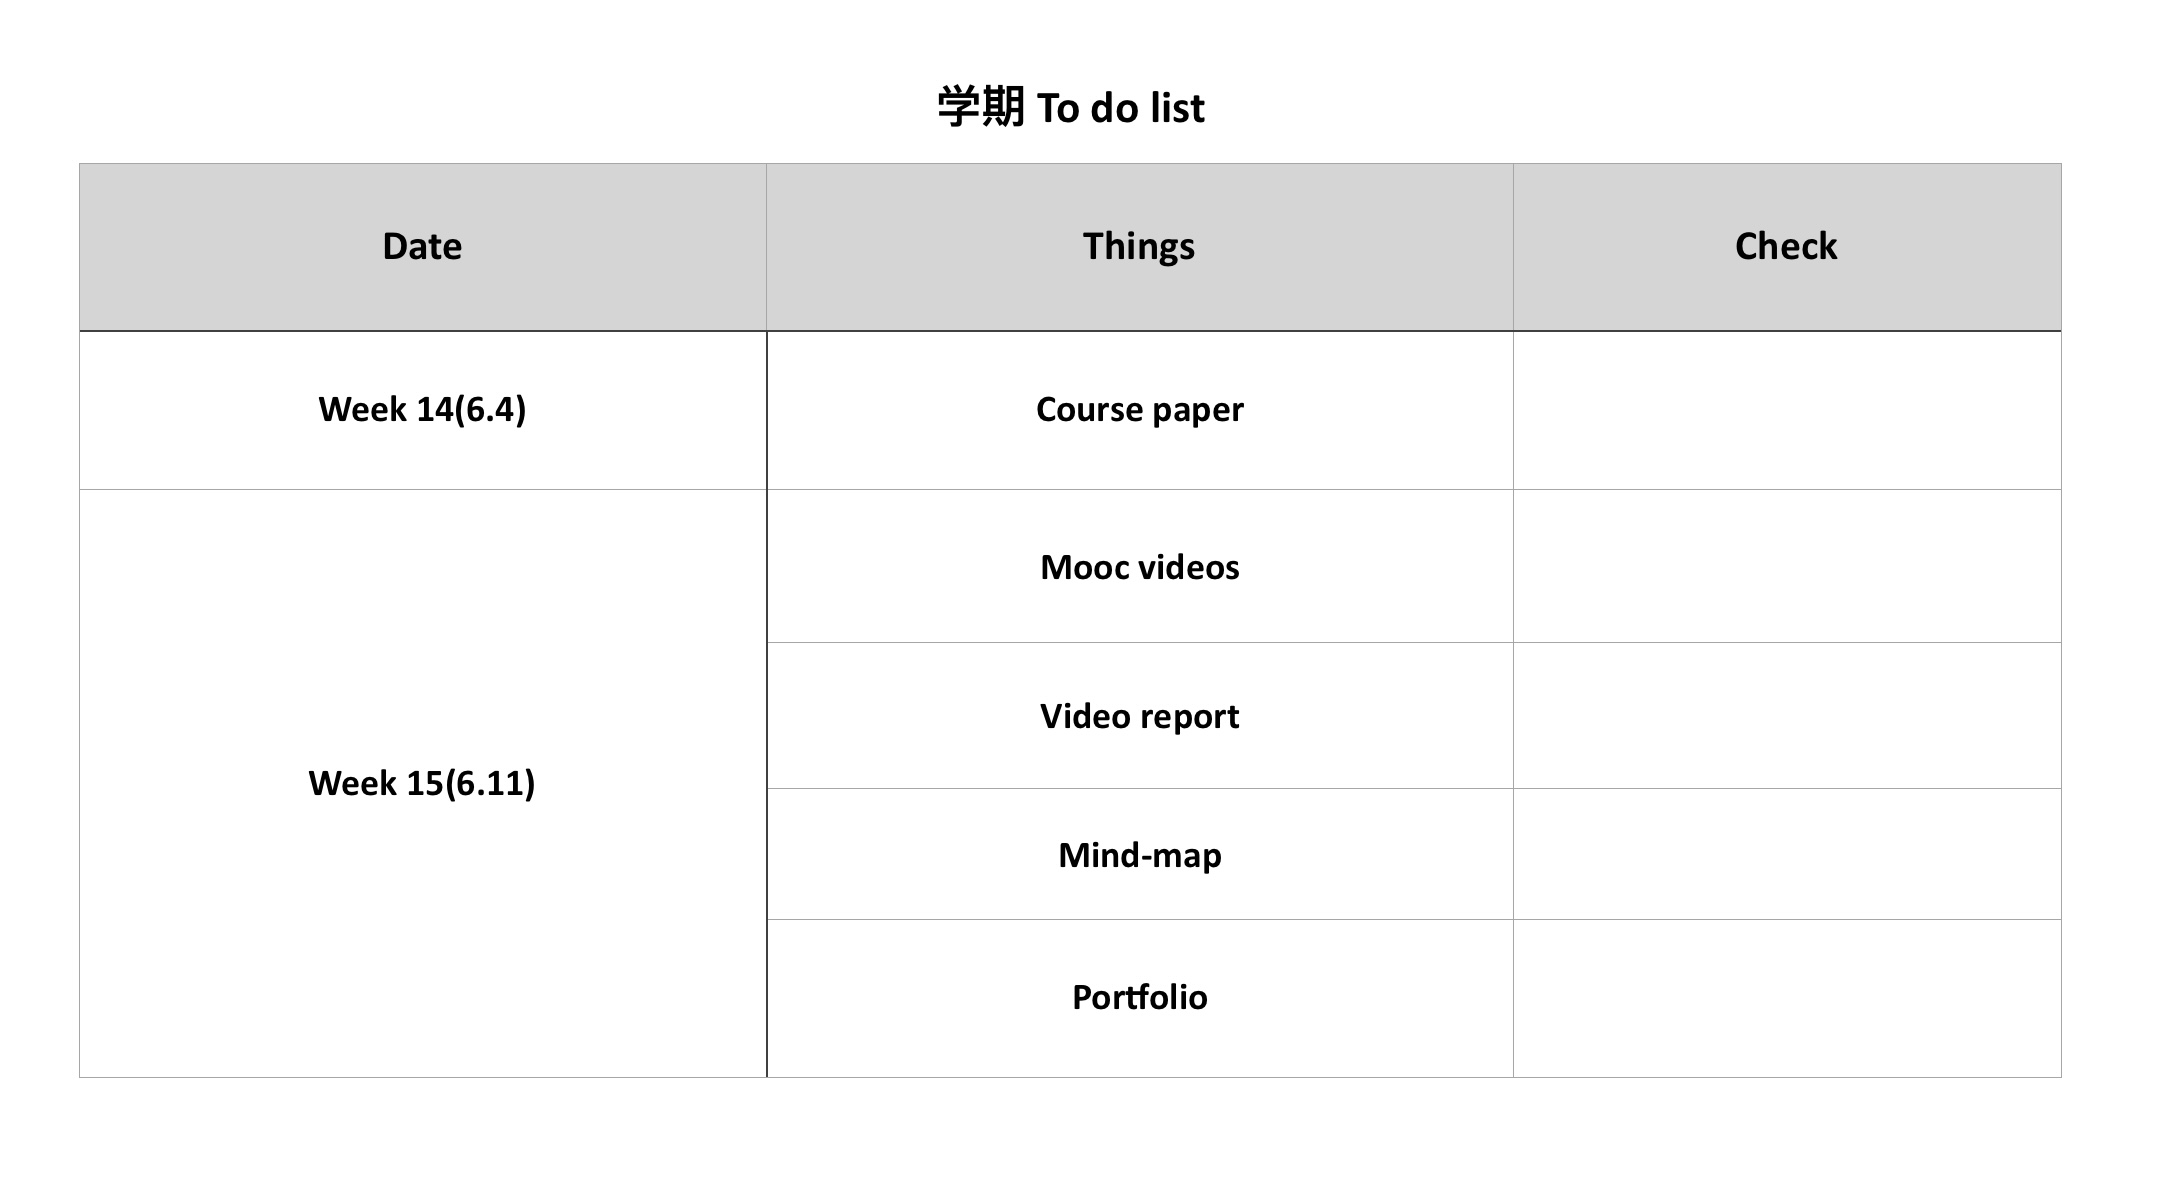 学期 To do list
Date Things Check
Week 14(6.4) Course paper
Week 15(6.11) Mooc videos
Video report
Mind-map
Portfolio